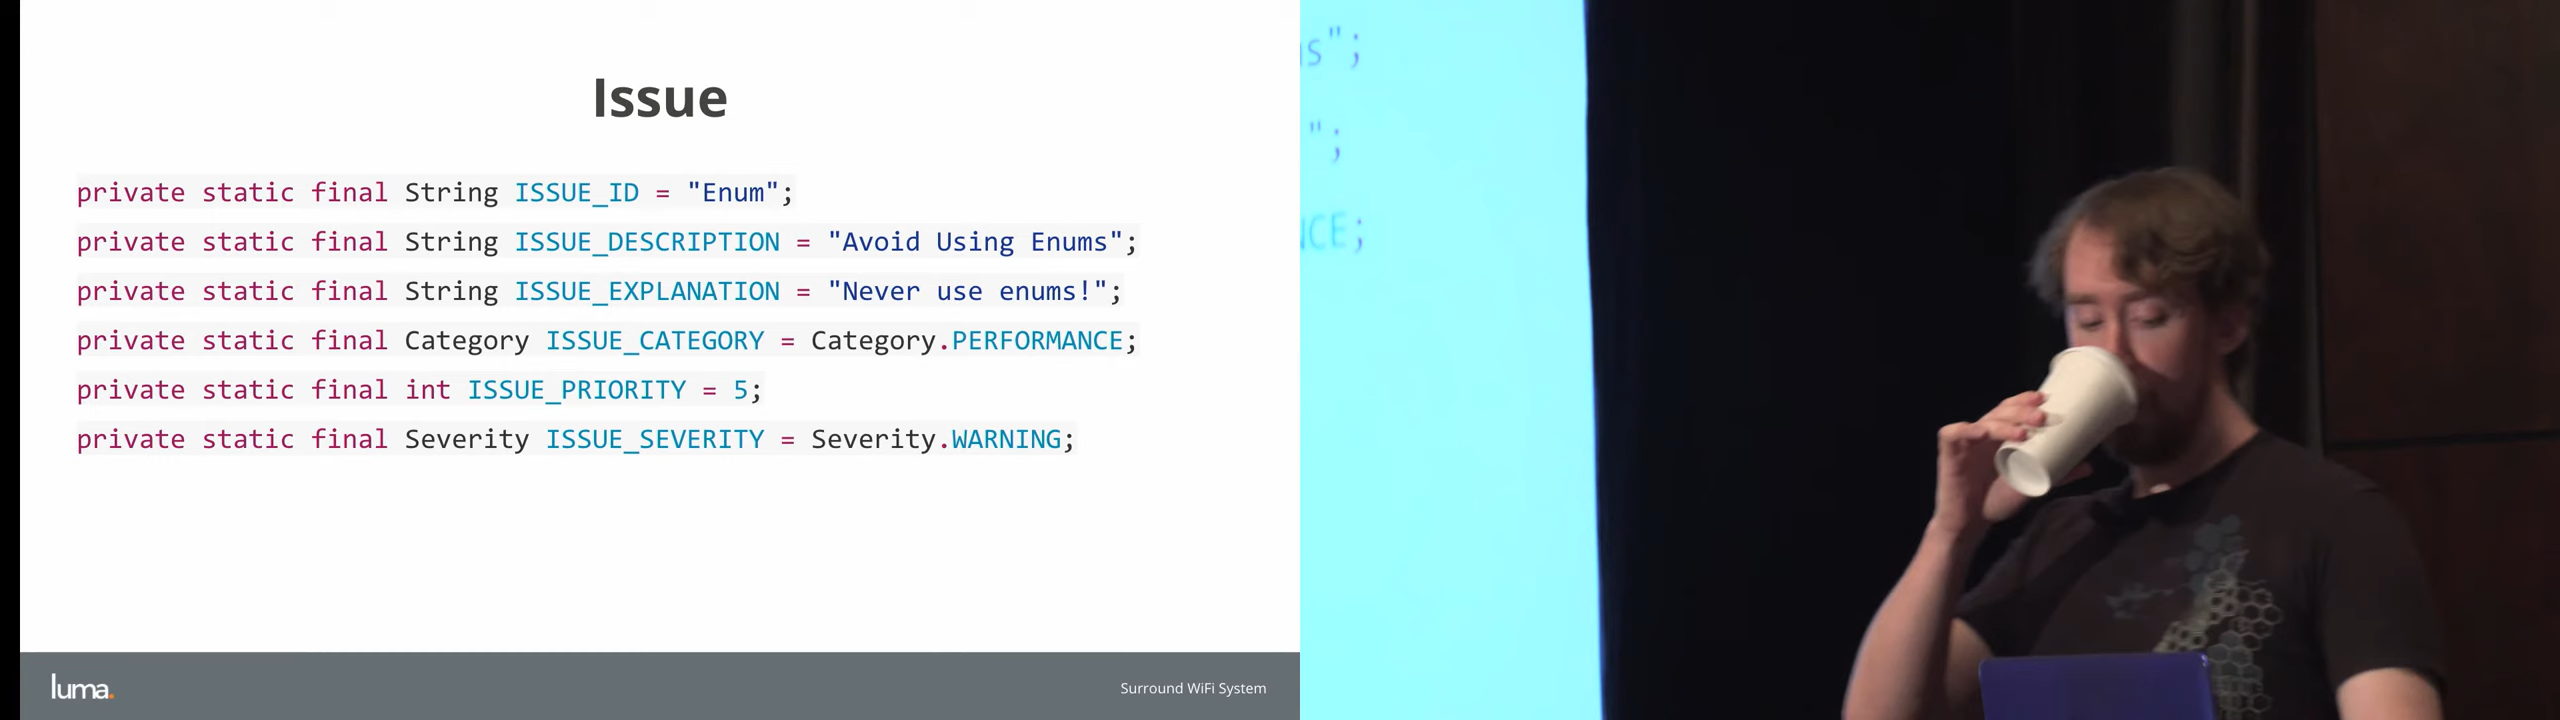 Issue
private static final String ISSUE_ID = "Enum";
private static final String ISSUE_DESCRIPTION = "Avoid Using Enums";
private static final String ISSUE_EXPLANATION = "Never use enums!";
private static final Category ISSUE_CATEGORY = Category.PERFORMANCE;
private static final int ISSUE_PRIORITY = 5;
private static final Severity ISSUE_SEVERITY = Severity.WARNING;
luma.
Surround WiFi System
s";
";
NCE;